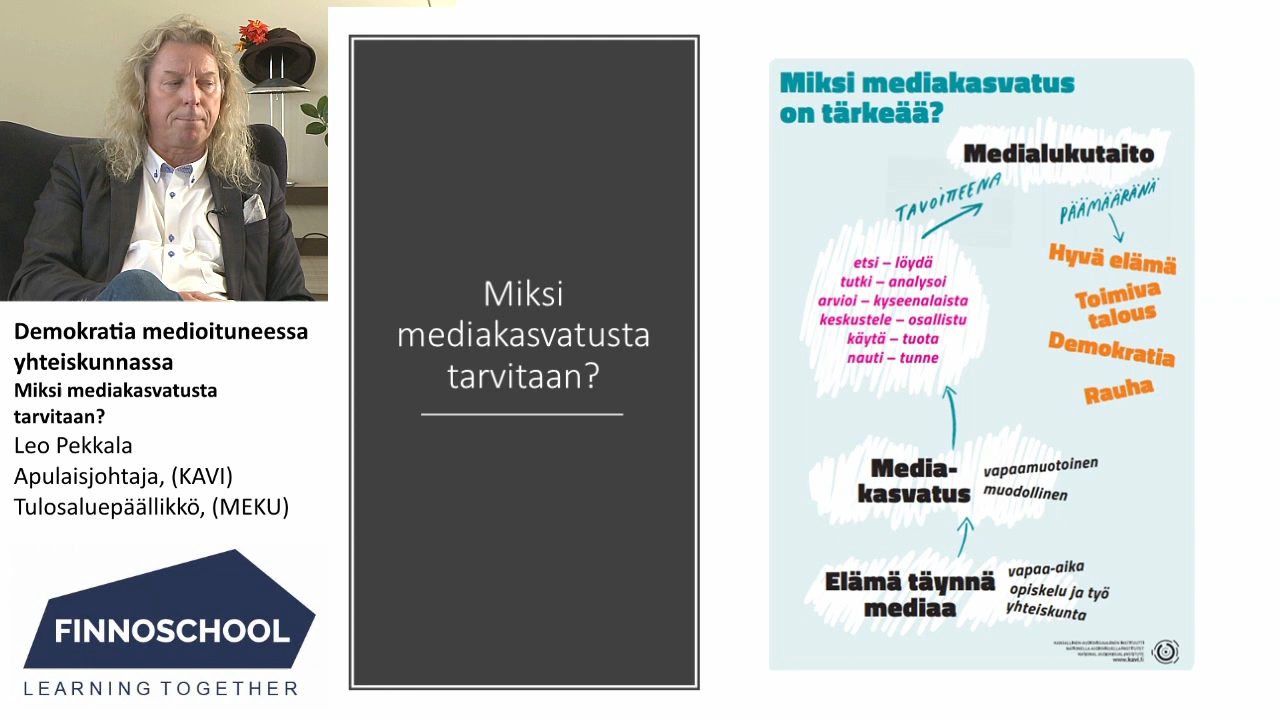 Demokratia medioituneessa
yhteiskunnassa
Miksi mediakasvatusta
tarvitaan?
Leo Pekkala
Apulaisjohtaja, (KAVI)
Tulosaluepäällikkö, (MEKU)
FINNOSCHOOL
LEARNING TOGETHER
Miksi
mediakasvatusta
tarvitaan?
Miksi mediakasvatus
on tärkeää?
Medialukutaito
TAVOITTEENA
PÄÄMÄÄRÄNÄ
etsi – löydä
tutki – analysoi
arvioi – kyseenalaista
keskustele – osallistu
käytä – tuota
nauti – tunne
Hyvä elämä
Toimiva
talous
Demokratia
Rauha
Media-
kasvatus
vapaamuotoinen
muodollinen
Elämä täynnä
mediaa
vapaa-aika
opiskelu ja työ
yhteiskunta
www.kavi.fi